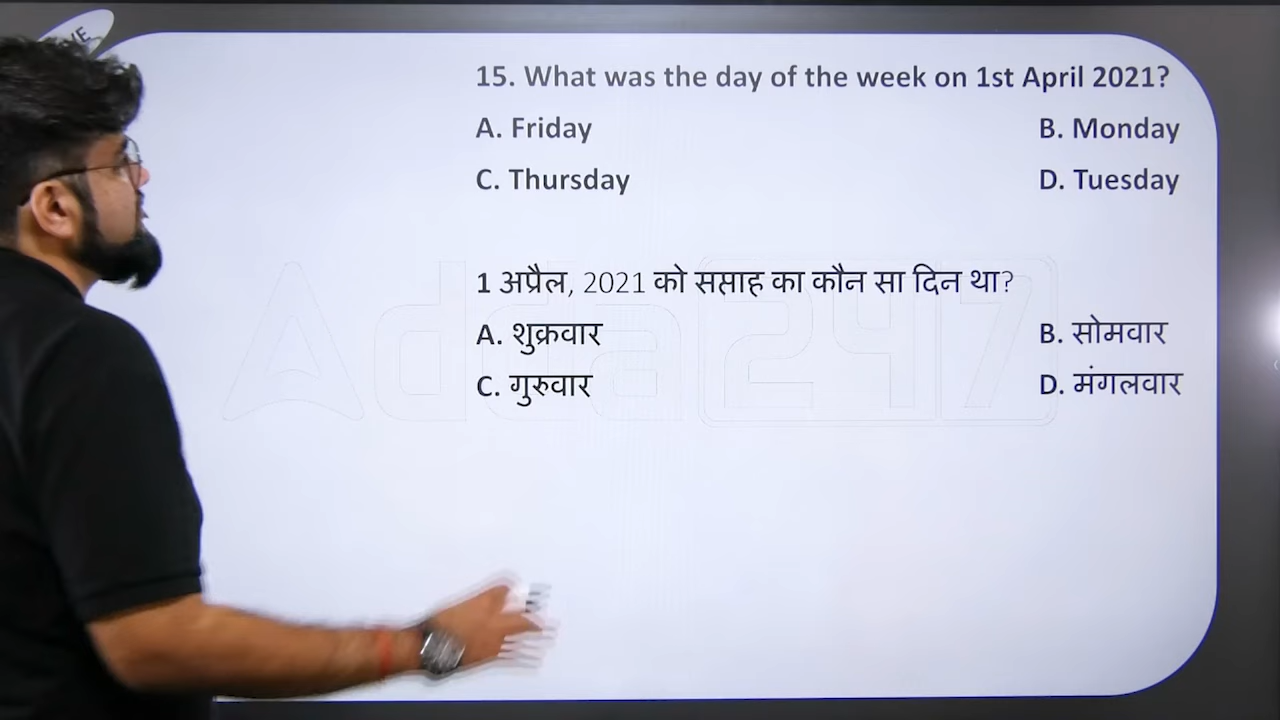 15. What was the day of the week on 1st April 2021?
A. Friday B. Monday
C. Thursday D. Tuesday
1 अप्रैल, 2021 को सप्ताह का कौन सा दिन था?
A. शुक्रवार B. सोमवार
C. गुरुवार D. मंगलवार
Adda247